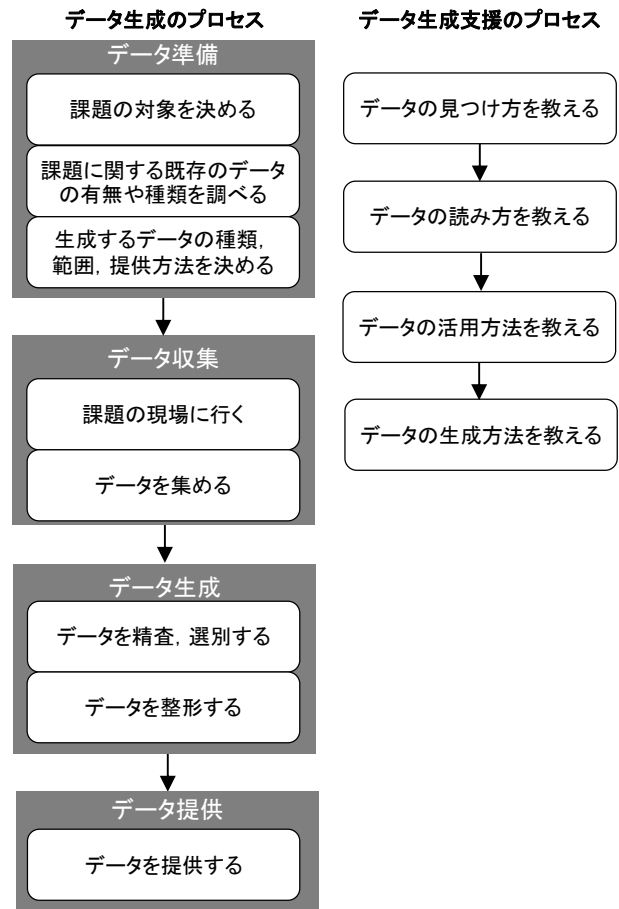 データ生成のプロセス
データ準備
課題の対象を決める
課題に関する既存のデータ
の有無や種類を調べる
生成するデータの種類,
範囲, 提供方法を決める
データ収集
課題の現場に行く
データを集める
データ生成
データを精査, 選別する
データを整形する
データ提供
データを提供する
データ生成支援のプロセス
データの見つけ方を教える
データの読み方を教える
データの活用方法を教える
データの生成方法を教える